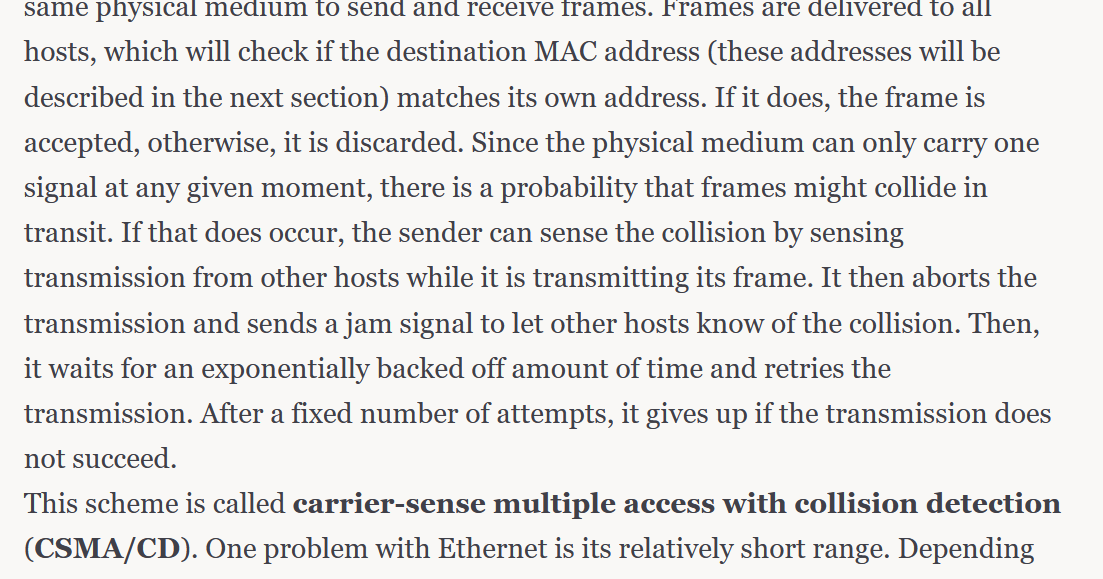 same physical medium to send and receive frames. Frames are delivered to all
hosts, which will check if the destination MAC address (these addresses will be
described in the next section) matches its own address. If it does, the frame is
accepted, otherwise, it is discarded. Since the physical medium can only carry one
signal at any given moment, there is a probability that frames might collide in
transit. If that does occur, the sender can sense the collision by sensing
transmission from other hosts while it is transmitting its frame. It then aborts the
transmission and sends a jam signal to let other hosts know of the collision. Then,
it waits for an exponentially backed off amount of time and retries the
transmission. After a fixed number of attempts, it gives up if the transmission does
not succeed.
This scheme is called carrier-sense multiple access with collision detection
(CSMA/CD). One problem with Ethernet is its relatively short range. Depending